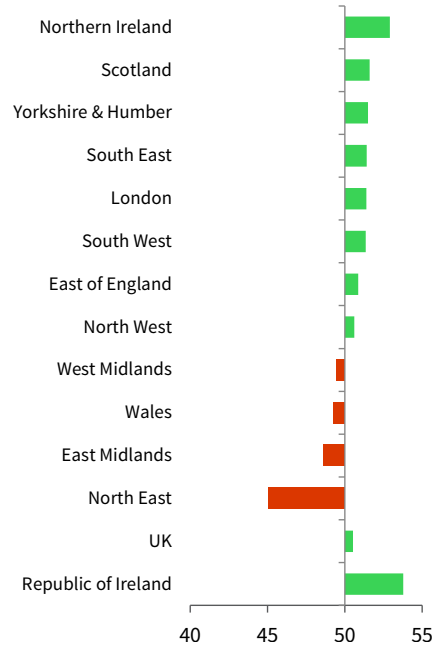 Northern Ireland
Scotland
Yorkshire & Humber
South East
London
South West
East of England
North West
West Midlands
Wales
East Midlands
North East
UK
Republic of Ireland
40 45 50 55